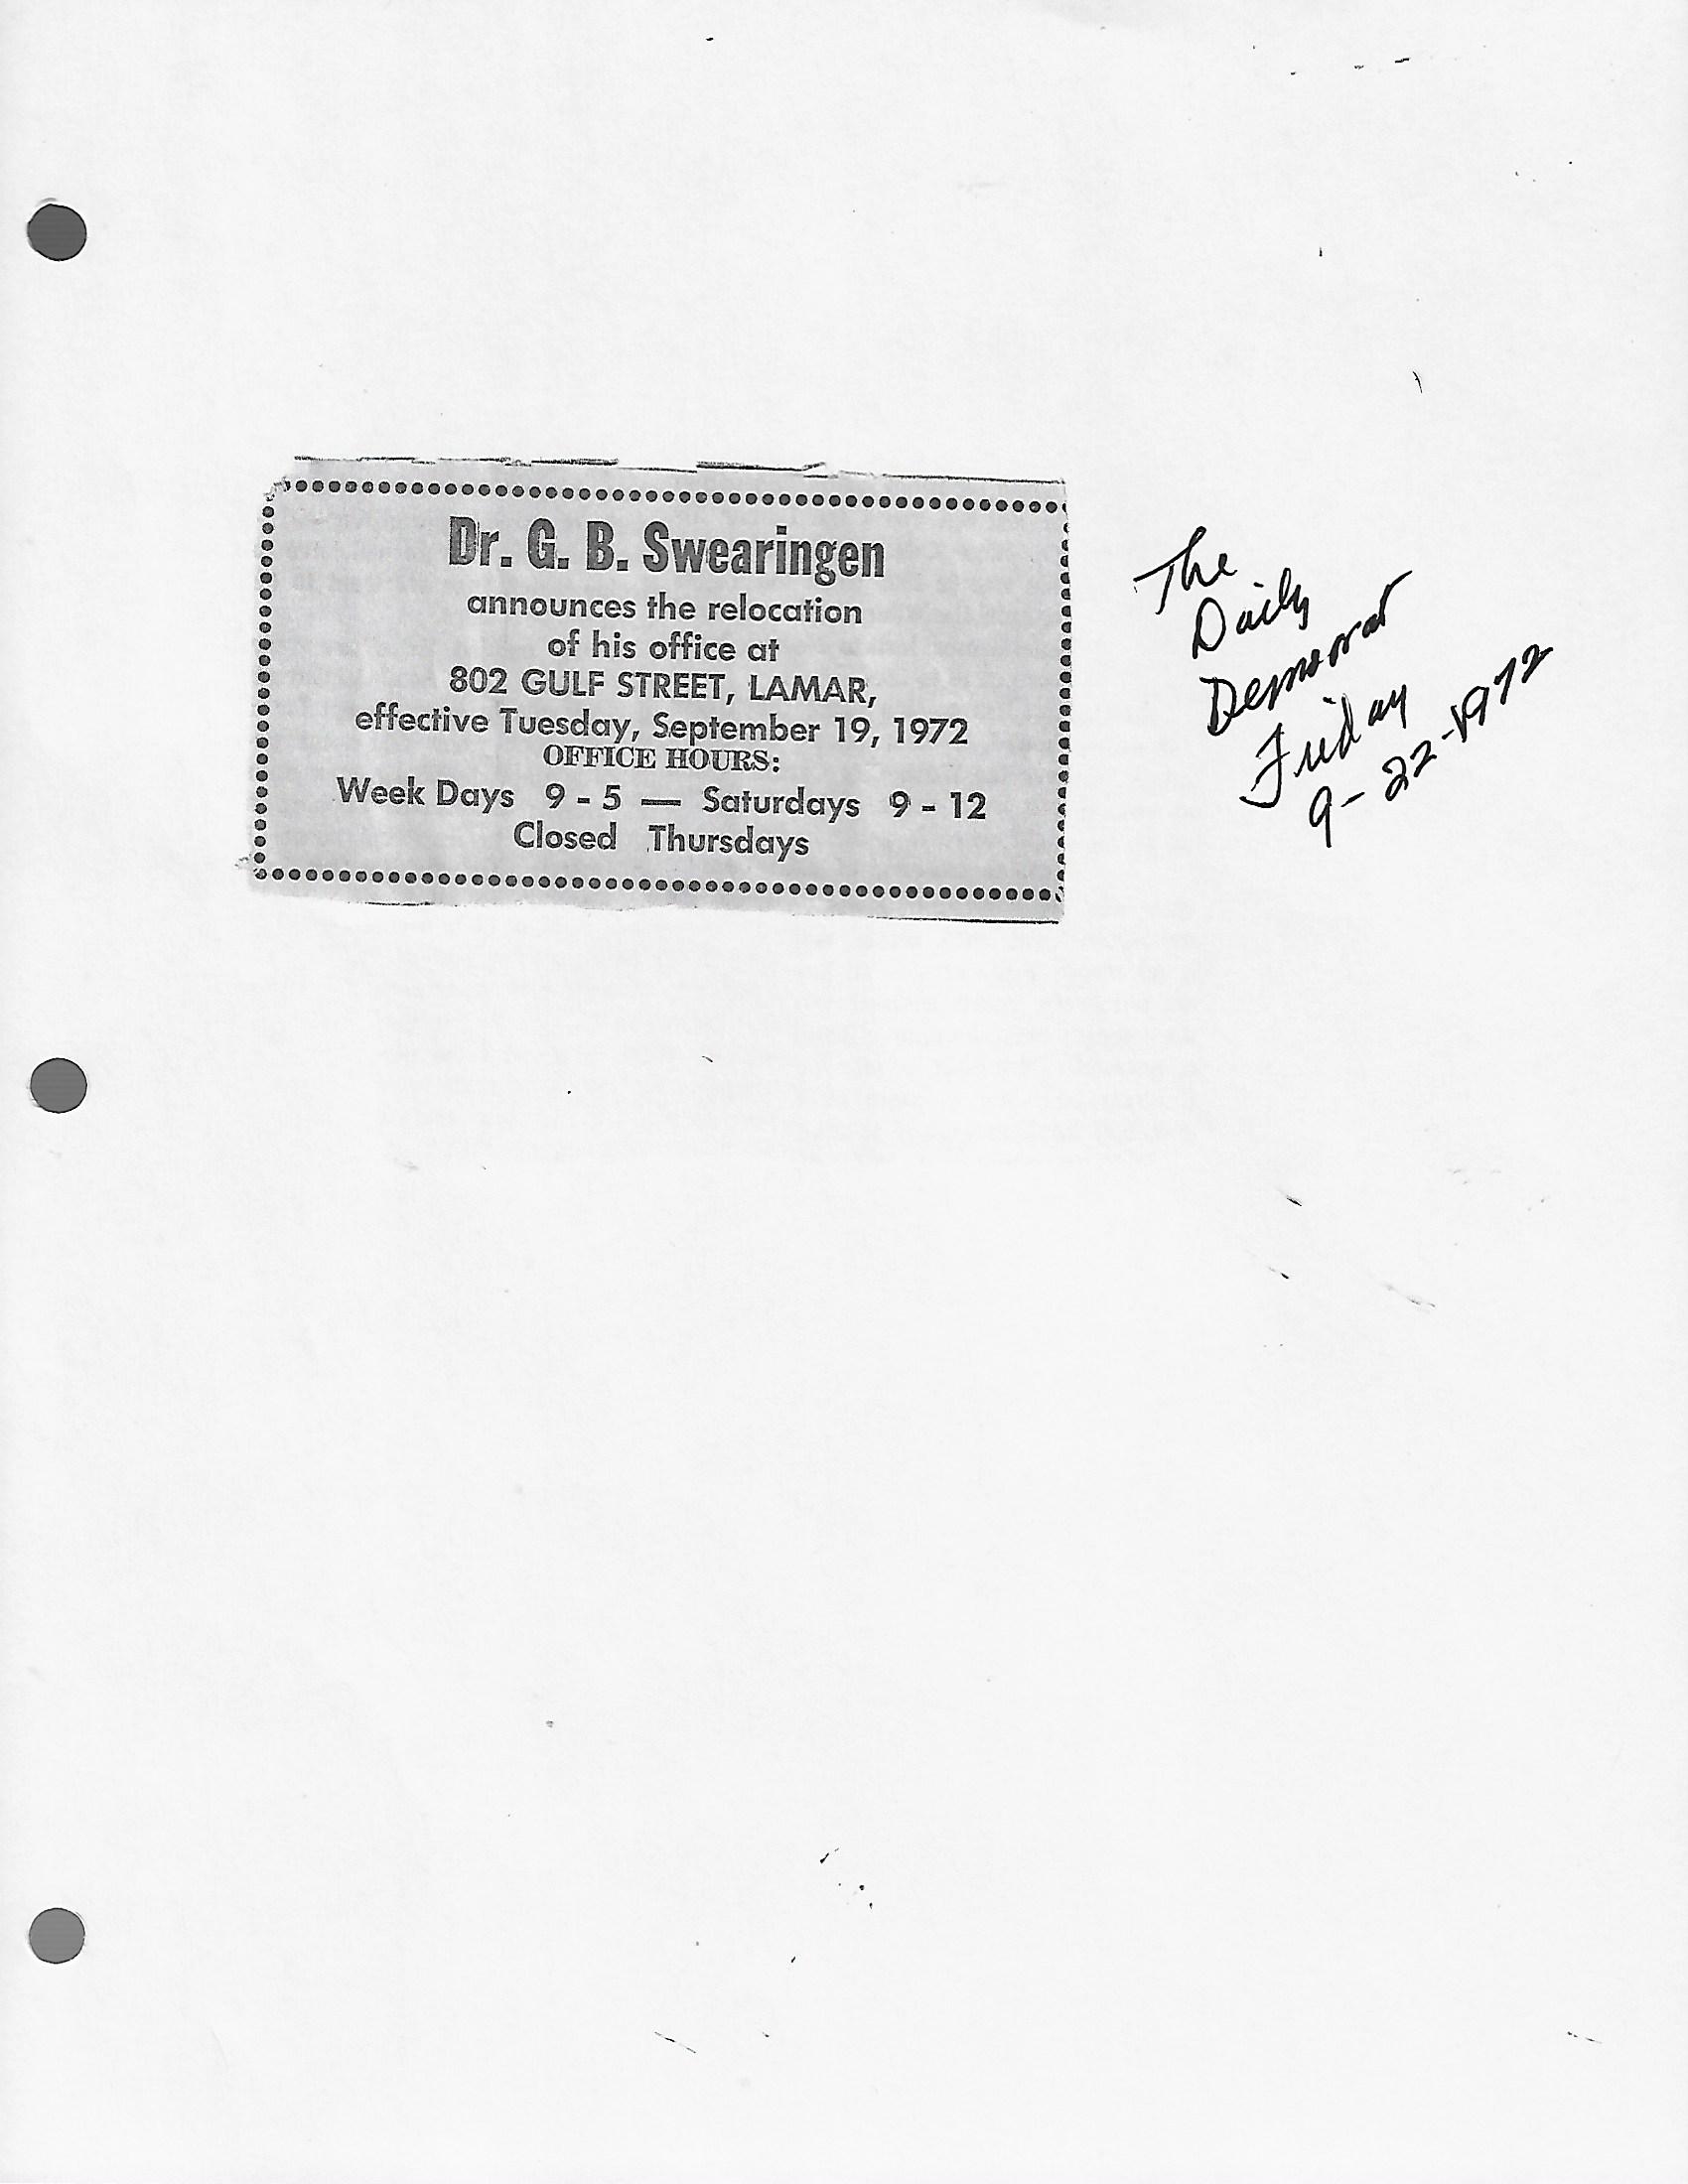 Dr. G. B. Swearingen
announces the relocation
of his office at
802 GULF STREET, LAMAR,
effective Tuesday, September 19, 1972
OFFICE HOURS:
Week Days 9 - 5 — Saturdays 9 - 12
Closed Thursdays
The
Daily
Democrat
Friday
9-22-1972